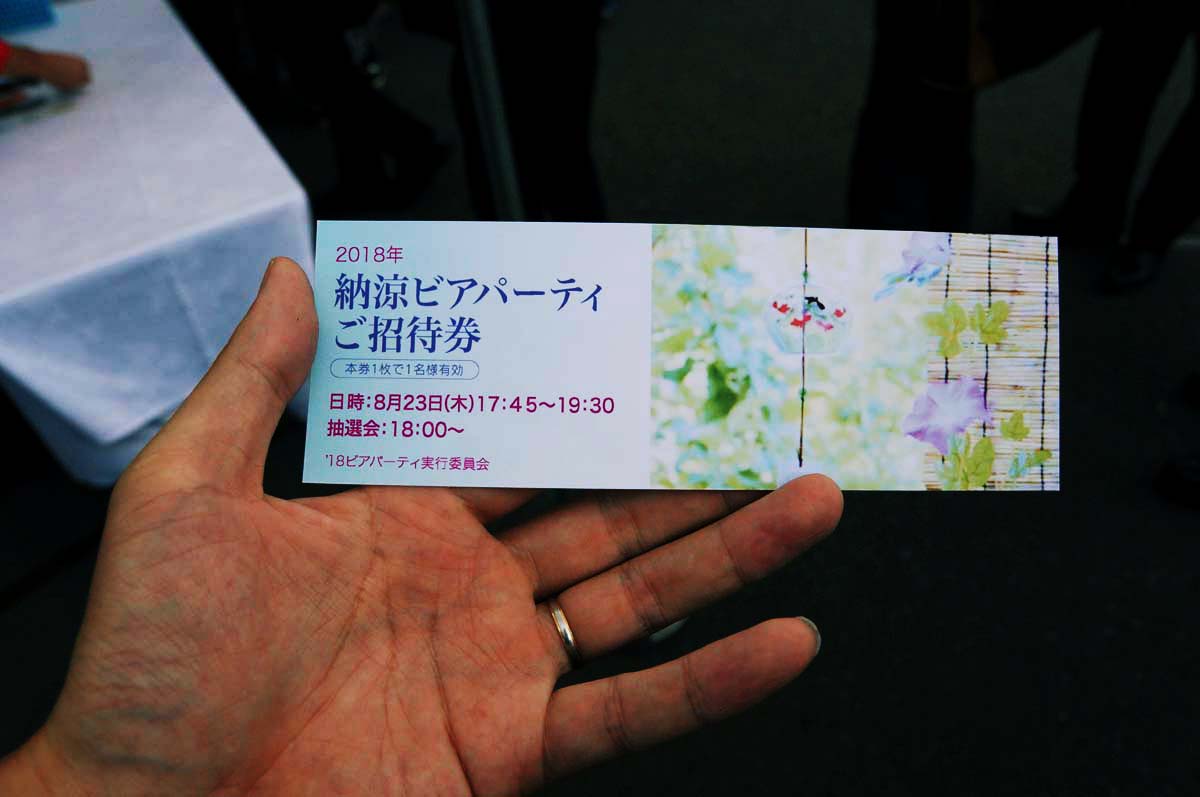 2018年
納涼ビアパーティ
ご招待券
本券1枚で1名様有効
日時:8月23日(木)17:45〜19:30
抽選会:18:00〜
'18ビアパーティ実行委員会